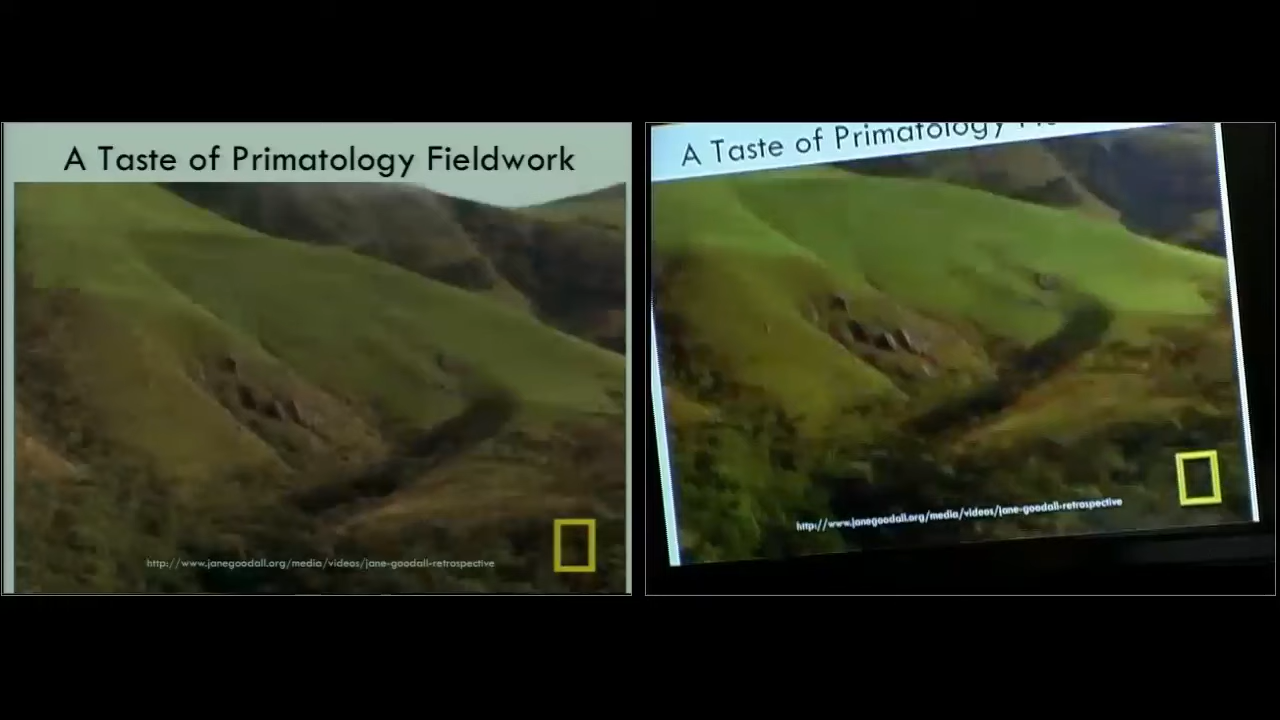 A Taste of Primatology Fieldwork
http://www.janegoodall.org/media/videos/jane-goodall-retrospective
A Taste of Primatology
http://www.janegoodall.org/media/videos/jane-goodall-retrospective